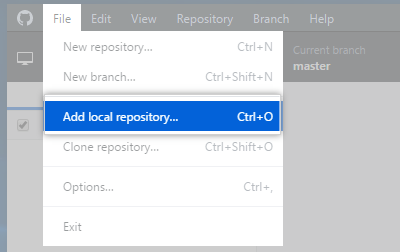 File Edit View Repository Branch Help
New repository... Ctrl+N
Current branch
master
New branch... Ctrl+Shift+N
Add local repository... Ctrl+O
Clone repository... Ctrl+Shift+O
Options... Ctrl+,
Exit